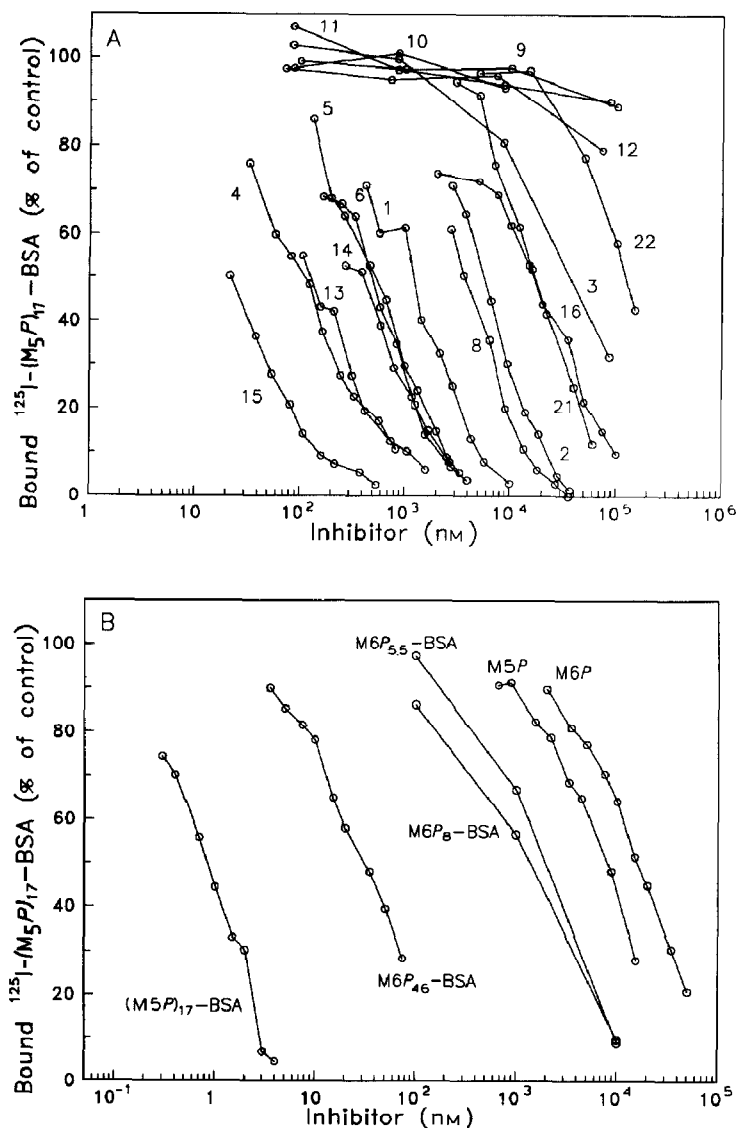 A
Bound ¹²⁵I-(M₅P)₁₇-BSA (% of control)
100
80
60
40
20
0
11
10
9
5
12
4
6
1
22
14
13
3
16
8
15
21
2
1 10 10² 10³ 10⁴ 10⁵ 10⁶
Inhibitor (nM)
B
Bound ¹²⁵I-(M5P)₁₇-BSA (% of control)
100
80
60
40
20
0
M6P₅.₅-BSA
M5P
M6P
M6P₈-BSA
M6P₄₆-BSA
(M5P)₁₇-BSA
10⁻¹ 1 10 10² 10³ 10⁴ 10⁵
Inhibitor (nM)